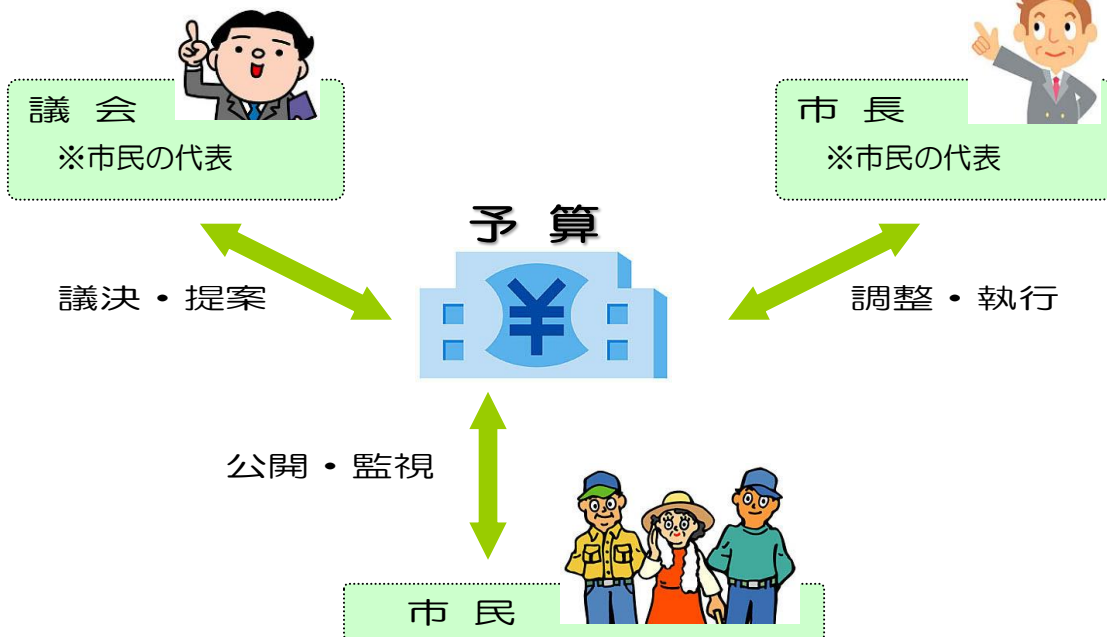 議 会
※市民の代表
市 長
※市民の代表
予 算
¥
議決・提案
調整・執行
公開・監視
市 民